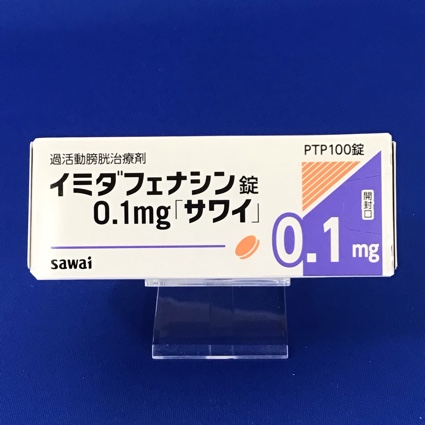 過活動膀胱治療剤
PTP100錠
イミダフェナシン錠
0.1mg「サワイ」
開封口
0.1 mg
sawai